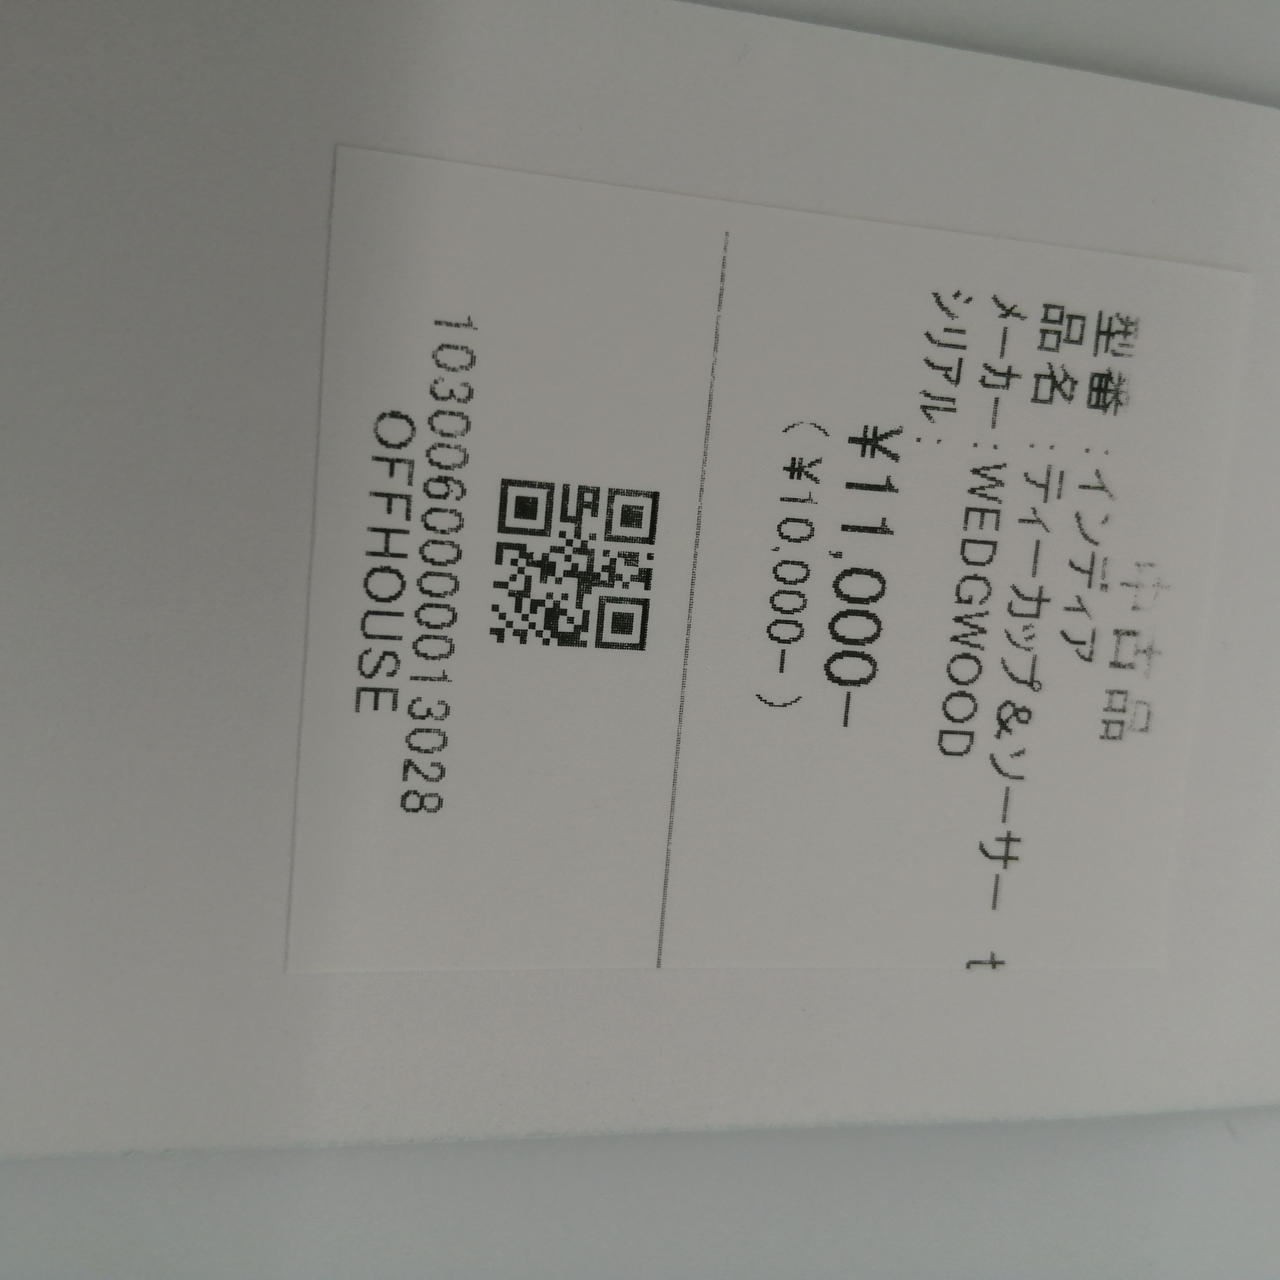 中古品
型番：インディア
品名：ティーカップ&ソーサー t
メーカー：WEDGWOOD
シリアル：
¥11,000-
(¥10,000-)
1030060000013028
OFFHOUSE